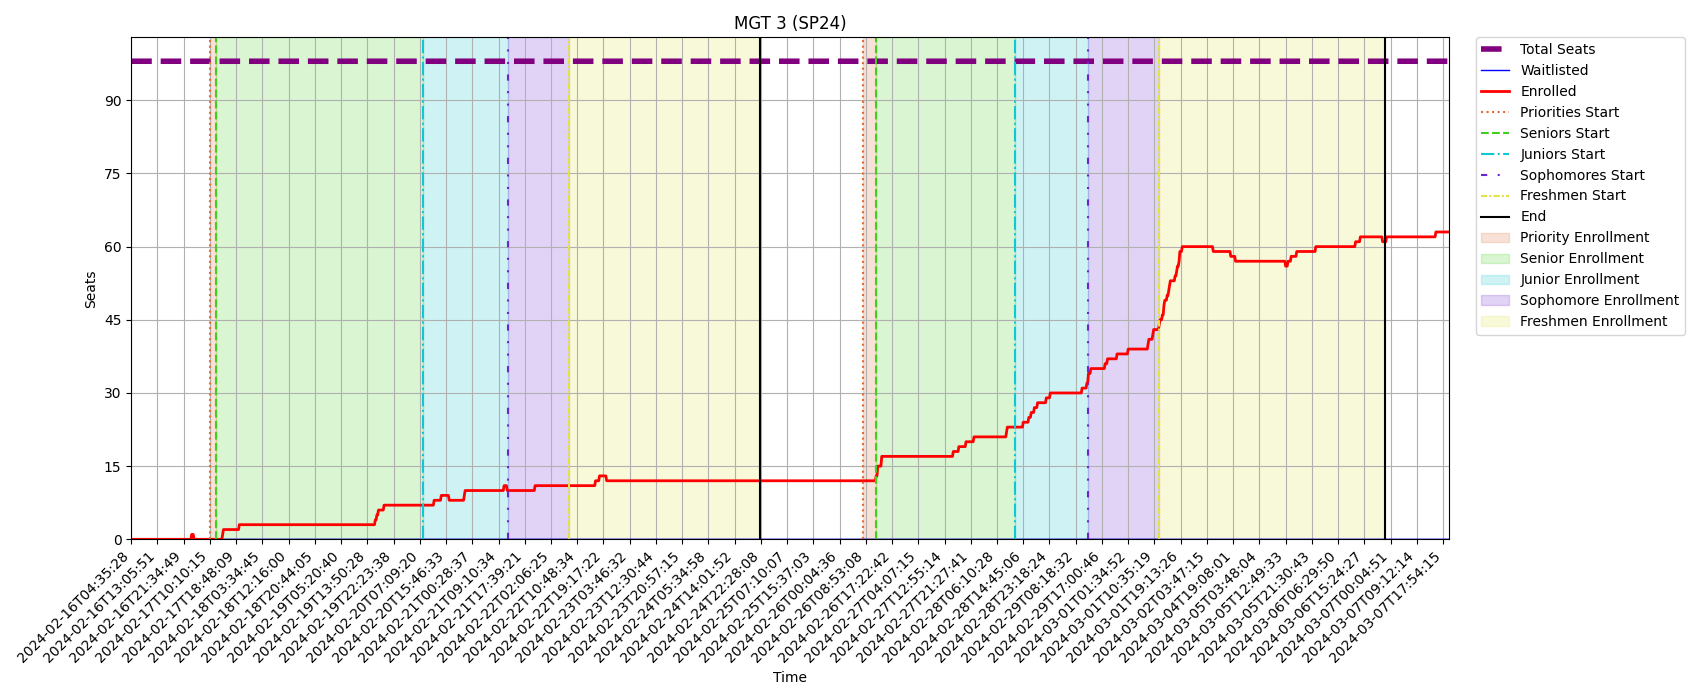 MGT 3 (SP24)
Total Seats
Waitlisted
Enrolled
Priorities Start
Seniors Start
Juniors Start
Sophomores Start
Freshmen Start
End
Priority Enrollment
Senior Enrollment
Junior Enrollment
Sophomore Enrollment
Freshmen Enrollment
Seats
90
75
60
45
30
15
0
2024-02-16T04:35:28
2024-02-16T13:05:51
2024-02-16T21:34:49
2024-02-17T10:10:15
2024-02-17T18:48:09
2024-02-18T03:34:45
2024-02-18T12:16:00
2024-02-18T20:44:05
2024-02-19T05:20:40
2024-02-19T13:50:28
2024-02-19T22:23:38
2024-02-20T07:09:20
2024-02-20T15:46:33
2024-02-21T00:28:37
2024-02-21T09:10:34
2024-02-21T17:39:21
2024-02-22T02:06:25
2024-02-22T10:48:34
2024-02-22T19:17:22
2024-02-23T03:46:32
2024-02-23T12:30:44
2024-02-23T20:57:15
2024-02-24T05:34:58
2024-02-24T14:01:52
2024-02-24T22:28:08
2024-02-25T07:10:07
2024-02-25T15:37:03
2024-02-26T00:04:36
2024-02-26T08:53:08
2024-02-26T17:22:42
2024-02-27T04:07:15
2024-02-27T12:55:14
2024-02-27T21:27:41
2024-02-28T06:10:28
2024-02-28T14:45:06
2024-02-28T23:18:24
2024-02-29T08:18:32
2024-02-29T17:00:46
2024-03-01T01:34:52
2024-03-01T10:35:19
2024-03-01T19:13:26
2024-03-02T03:47:15
2024-03-04T19:08:01
2024-03-05T03:48:04
2024-03-05T12:49:33
2024-03-05T21:30:43
2024-03-06T06:29:50
2024-03-06T15:24:27
2024-03-07T00:04:51
2024-03-07T09:12:14
2024-03-07T17:54:15
Time